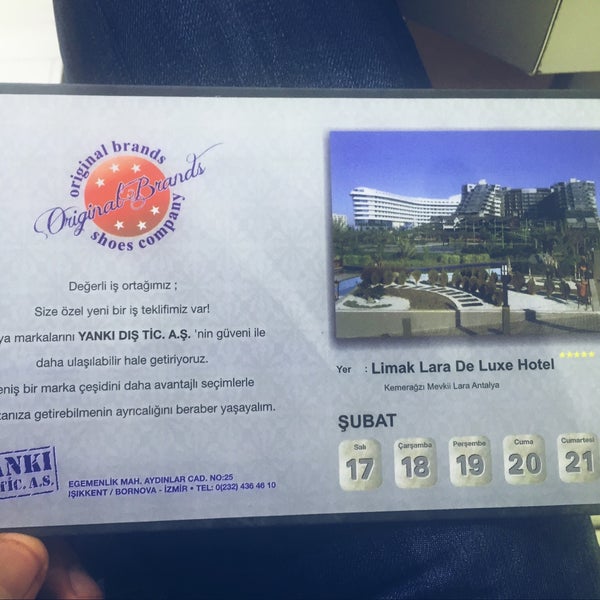 original brands
Original Brands
shoes company
Değerli iş ortağımız ;
Size özel yeni bir iş teklifimiz var!
markalarını YANKI DIŞ TİC. A.Ş. 'nin güveni ile
daha ulaşılabilir hale getiriyoruz.
bir marka çeşidini daha avantajlı seçimlerle
getirebilmenin ayrıcalığını beraber yaşayalım.
TİC. A.S.
EGEMENLİK MAH. AYDINLAR CAD. NO:25
IŞIKKENT / BORNOVA - İZMİR • TEL: 0(232) 436 46 10
Yer : Limak Lara De Luxe Hotel
Kemerağzı Mevkii Lara Antalya
ŞUBAT
Salı Çarşamba Perşembe Cuma Cumartesi
17 18 19 20 21